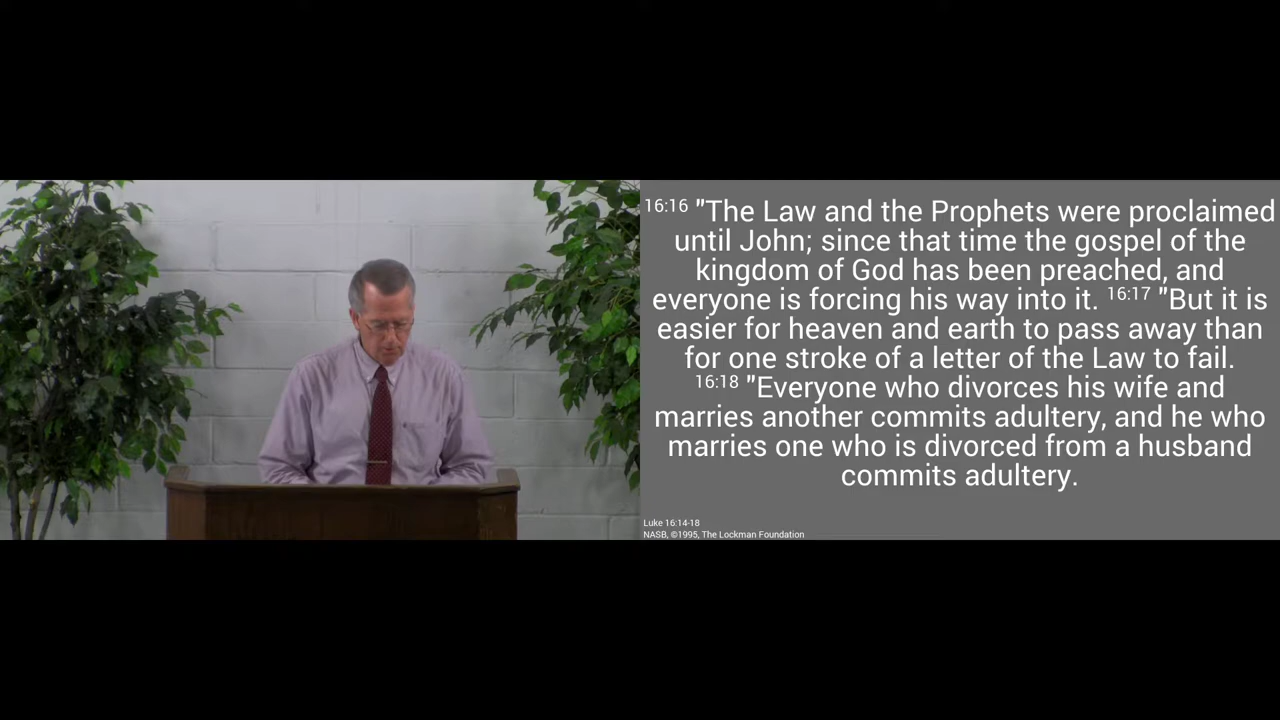 16:16 "The Law and the Prophets were proclaimed
until John; since that time the gospel of the
kingdom of God has been preached, and
everyone is forcing his way into it. 16:17 "But it is
easier for heaven and earth to pass away than
for one stroke of a letter of the Law to fail.
16:18 "Everyone who divorces his wife and
marries another commits adultery, and he who
marries one who is divorced from a husband
commits adultery.
Luke 16:14-18
NASB, ©1995, The Lockman Foundation